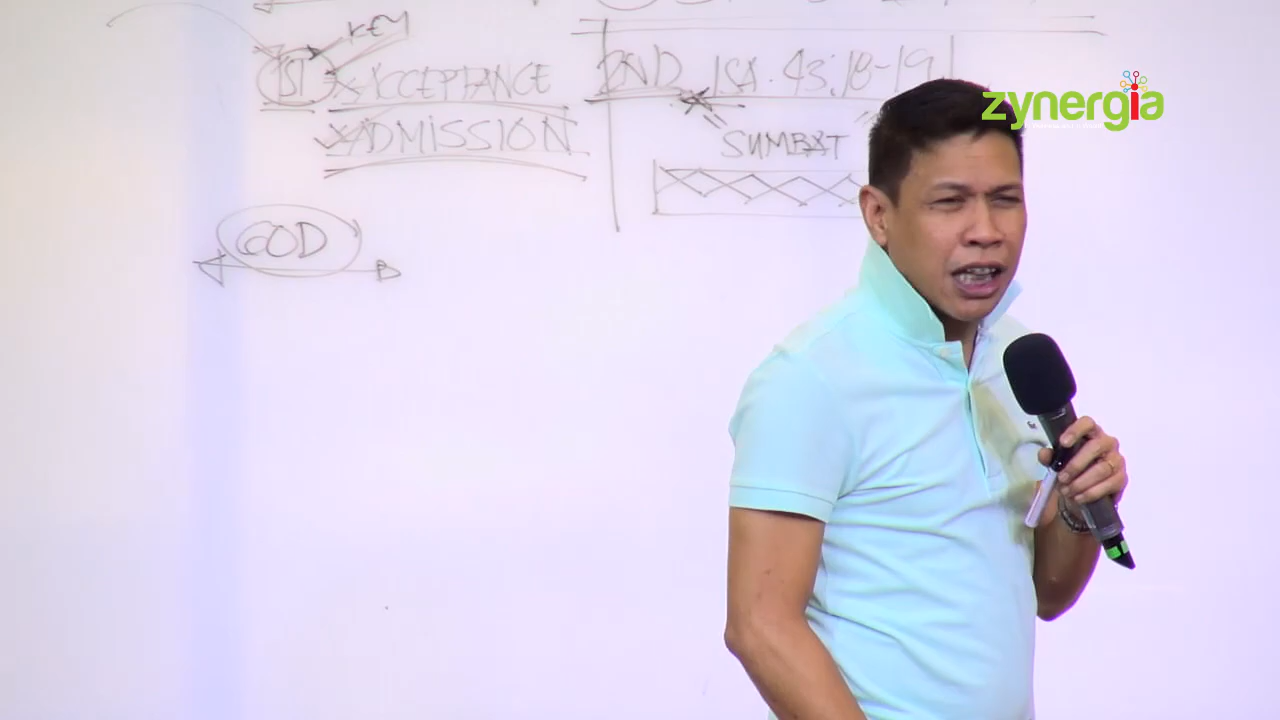 KEY
1ST ACCEPTANCE
ADMISSION
2ND ISA. 43:18-19
SUMBAT
GOD
zynergia